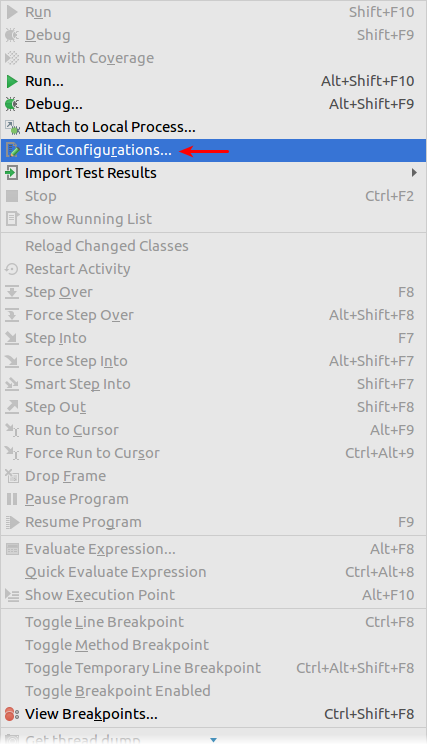 Run Shift+F10
Debug Shift+F9
Run with Coverage
Run... Alt+Shift+F10
Debug... Alt+Shift+F9
Attach to Local Process...
Edit Configurations...
Import Test Results
Stop Ctrl+F2
Show Running List
Reload Changed Classes
Restart Activity
Step Over F8
Force Step Over Alt+Shift+F8
Step Into F7
Force Step Into Alt+Shift+F7
Smart Step Into Shift+F7
Step Out Shift+F8
Run to Cursor Alt+F9
Force Run to Cursor Ctrl+Alt+9
Drop Frame
Pause Program
Resume Program F9
Evaluate Expression... Alt+F8
Quick Evaluate Expression Ctrl+Alt+8
Show Execution Point Alt+F10
Toggle Line Breakpoint Ctrl+F8
Toggle Method Breakpoint
Toggle Temporary Line Breakpoint Ctrl+Alt+Shift+F8
Toggle Breakpoint Enabled
View Breakpoints... Ctrl+Shift+F8
Get thread dump